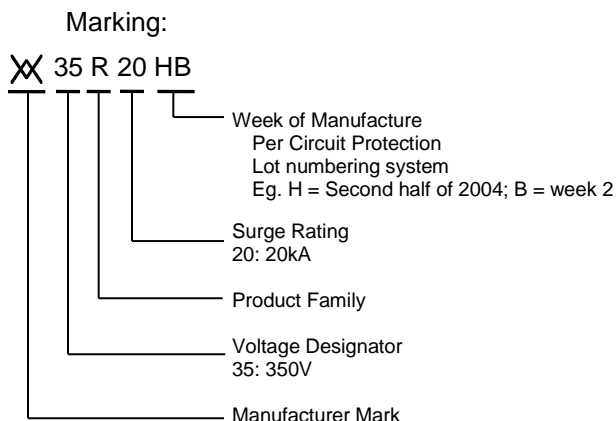 Marking:
35 R 20 HB
Week of Manufacture
Per Circuit Protection
Lot numbering system
Eg. H = Second half of 2004; B = week 2
Surge Rating
20: 20kA
Product Family
Voltage Designator
35: 350V
Manufacturer Mark